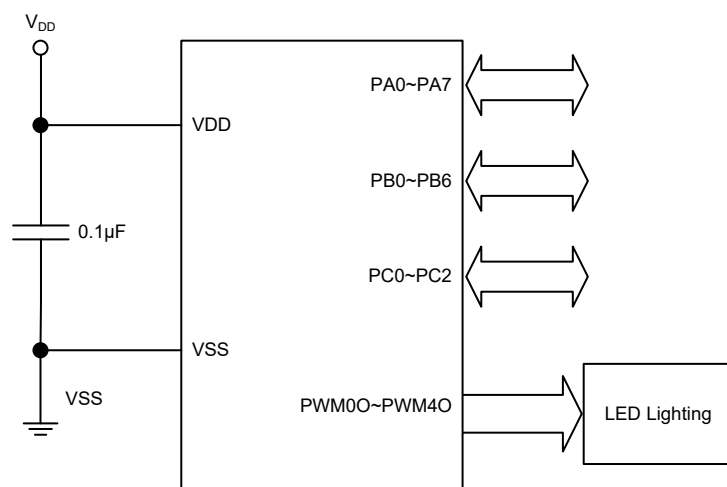 VDD
PA0~PA7
VDD
PB0~PB6
0.1µF
PC0~PC2
VSS
VSS
PWM0O~PWM4O
LED Lighting